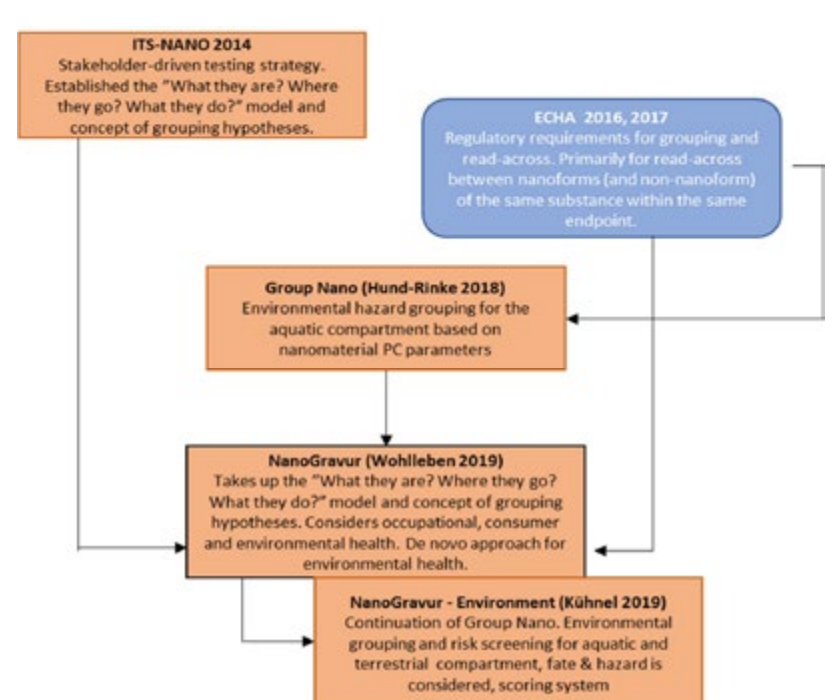 ITS-NANO 2014
Stakeholder-driven testing strategy.
Established the "What they are? Where
they go? What they do?" model and
concept of grouping hypotheses.
ECHA 2016, 2017
Regulatory requirements for grouping and
read-across. Primarily for read-across
between nanoforms (and non-nanoform)
of the same substance within the same
endpoint.
Group Nano (Hund-Rinke 2018)
Environmental hazard grouping for the
aquatic compartment based on
nanomaterial PC parameters
NanoGravur (Wohlleben 2019)
Takes up the "What they are? Where they go?
What they do?" model and concept of grouping
hypotheses. Considers occupational, consumer
and environmental health. De novo approach for
environmental health.
NanoGravur - Environment (Kühnel 2019)
Continuation of Group Nano. Environmental
grouping and risk screening for aquatic and
terrestrial compartment, fate & hazard is
considered, scoring system